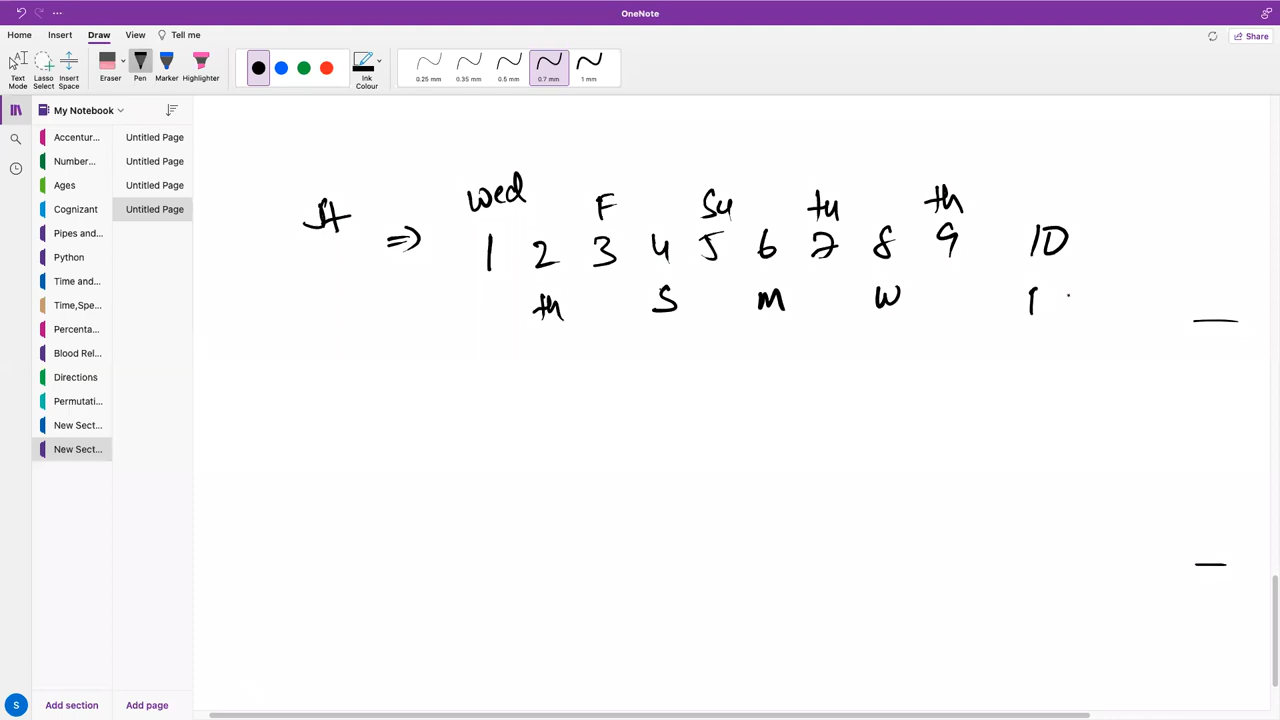 OneNote
Home Insert Draw View Tell me
Share
Text Mode Lasso Select Insert Space Eraser Pen Marker Highlighter Ink Colour 0.25 mm 0.35 mm 0.5 mm 0.7 mm 1 mm
My Notebook
Accentur... Untitled Page
Number... Untitled Page
Ages Untitled Page
Cognizant Untitled Page
Pipes and...
Python
Time and...
Time,Spe...
Percenta...
Blood Rel...
Directions
Permutati...
New Sect...
New Sect...
wed F Su tu th
⇒ 1 2 3 4 5 6 7 8 9 10
th S M W
S Add section Add page